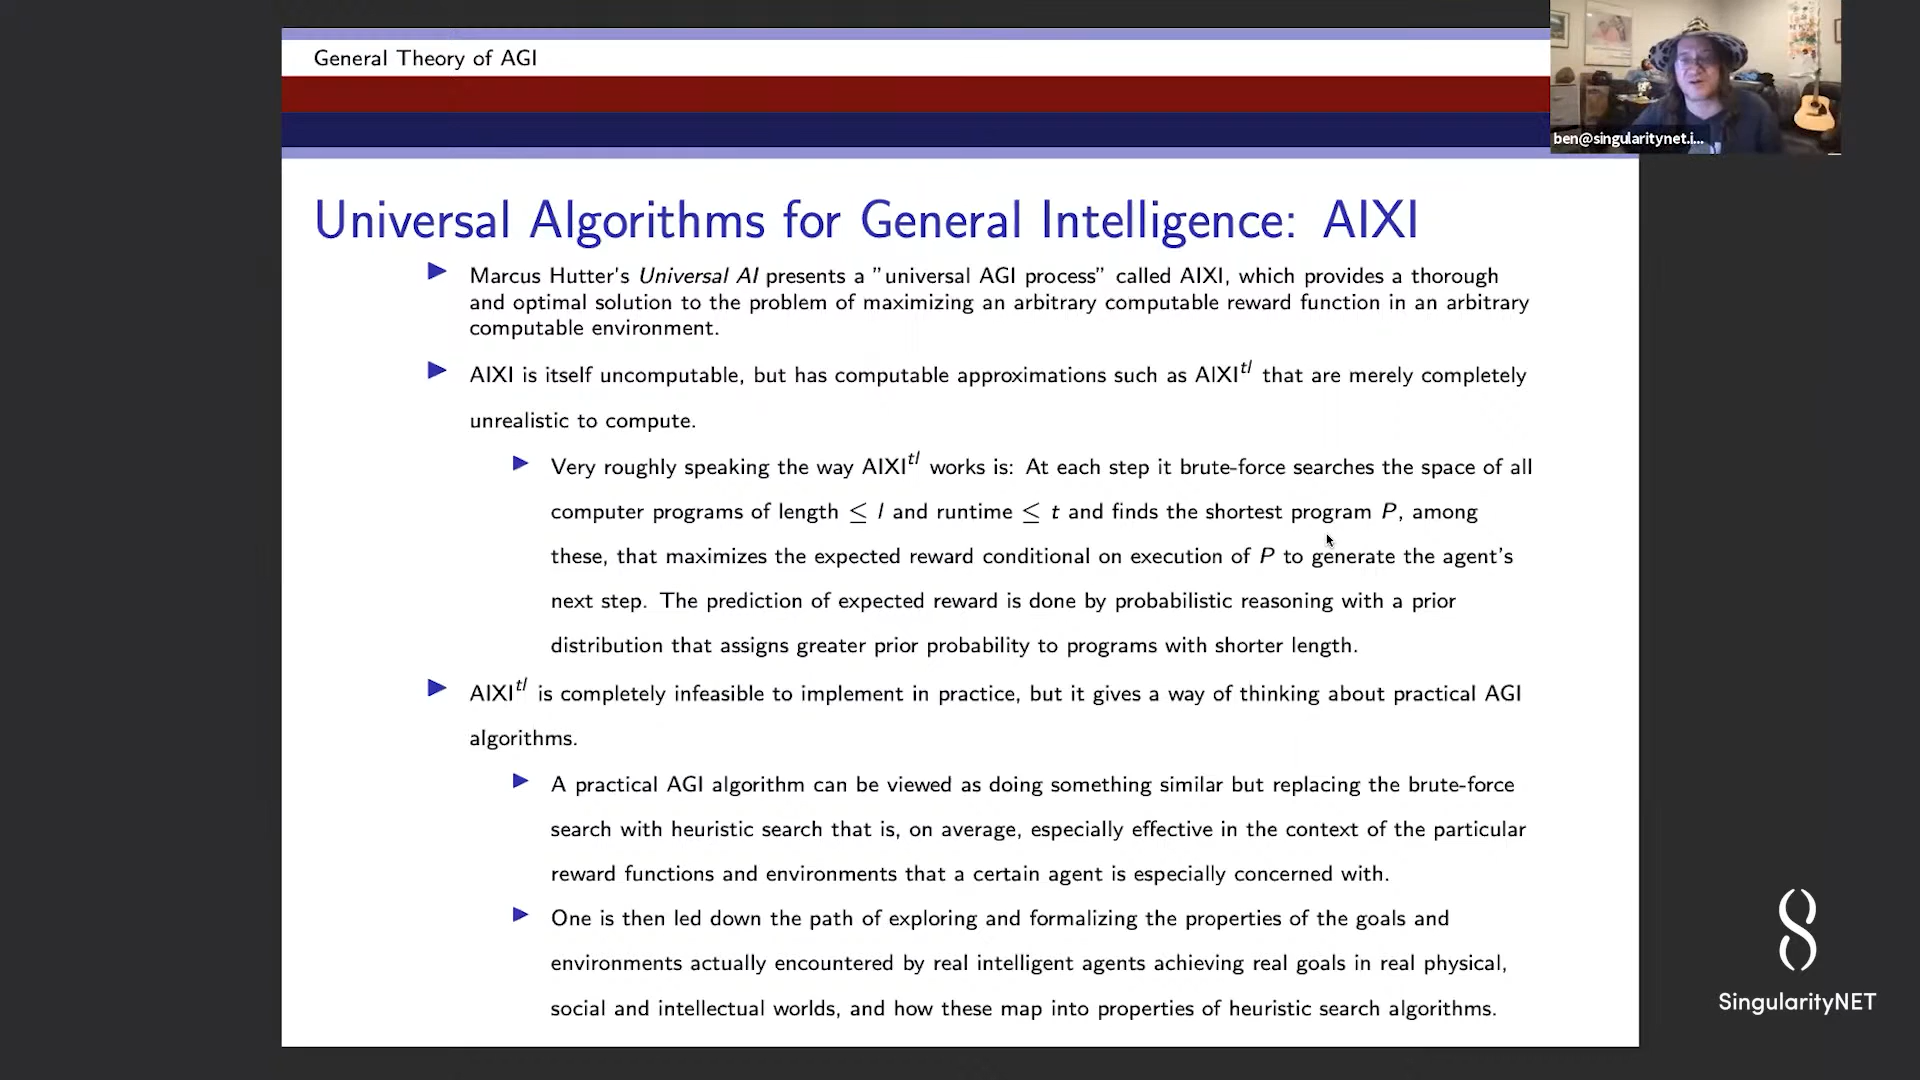 General Theory of AGI
ben@singularitynet.i...
Universal Algorithms for General Intelligence: AIXI
Marcus Hutter's Universal AI presents a "universal AGI process" called AIXI, which provides a thorough
and optimal solution to the problem of maximizing an arbitrary computable reward function in an arbitrary
computable environment.
AIXI is itself uncomputable, but has computable approximations such as AIXI^tl that are merely completely
unrealistic to compute.
Very roughly speaking the way AIXI^tl works is: At each step it brute-force searches the space of all
computer programs of length ≤ l and runtime ≤ t and finds the shortest program P, among
these, that maximizes the expected reward conditional on execution of P to generate the agent's
next step. The prediction of expected reward is done by probabilistic reasoning with a prior
distribution that assigns greater prior probability to programs with shorter length.
AIXI^tl is completely infeasible to implement in practice, but it gives a way of thinking about practical AGI
algorithms.
A practical AGI algorithm can be viewed as doing something similar but replacing the brute-force
search with heuristic search that is, on average, especially effective in the context of the particular
reward functions and environments that a certain agent is especially concerned with.
One is then led down the path of exploring and formalizing the properties of the goals and
environments actually encountered by real intelligent agents achieving real goals in real physical,
social and intellectual worlds, and how these map into properties of heuristic search algorithms.
SingularityNET